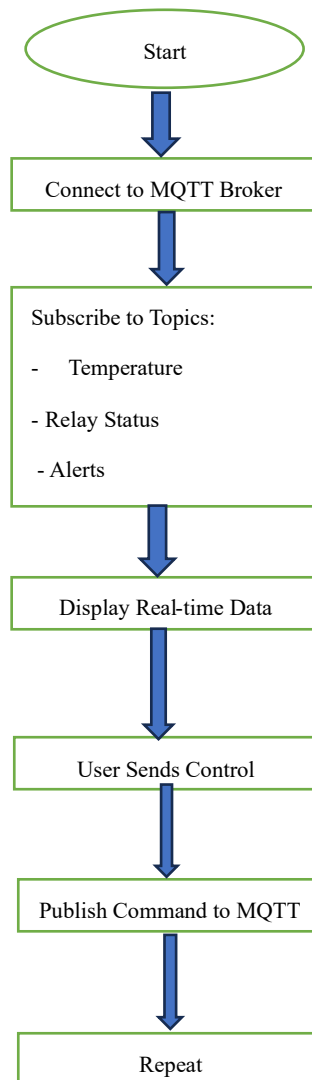 Start
Connect to MQTT Broker
Subscribe to Topics:
- Temperature
- Relay Status
- Alerts
Display Real-time Data
User Sends Control
Publish Command to MQTT
Repeat